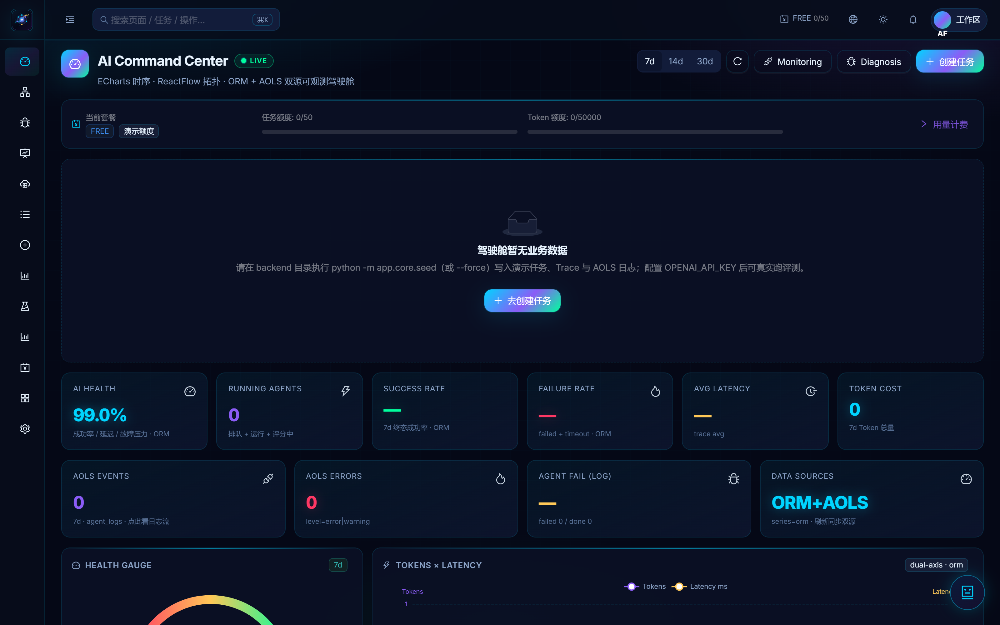 搜索页面 / 任务 / 操作...
⌘K
FREE 0/50
工作区
AF
AI Command Center
LIVE
ECharts 时序 · ReactFlow 拓扑 · ORM + AOLS 双源可观测驾驶舱
7d
14d
30d
Monitoring
Diagnosis
创建任务
当前套餐
FREE
演示额度
任务额度: 0/50
Token 额度: 0/50000
用量计费
驾驶舱暂无业务数据
请在 backend 目录执行 python -m app.core.seed（或 --force）写入演示任务、Trace 与 AOLS 日志；配置 OPENAI_API_KEY 后可真实跑评测。
去创建任务
AI HEALTH
99.0%
成功率 / 延迟 / 故障压力 · ORM
RUNNING AGENTS
0
排队 + 运行 + 评分中
SUCCESS RATE
—
7d 终态成功率 · ORM
FAILURE RATE
—
failed + timeout · ORM
AVG LATENCY
—
trace avg
TOKEN COST
0
7d Token 总量
AOLS EVENTS
0
7d · agent_logs · 点此看日志流
AOLS ERRORS
0
level=error|warning
AGENT FAIL (LOG)
—
failed 0 / done 0
DATA SOURCES
ORM+AOLS
series=orm · 刷新同步双源
HEALTH GAUGE
7d
TOKENS × LATENCY
dual-axis · orm
Tokens
Latency ms
Tokens
1